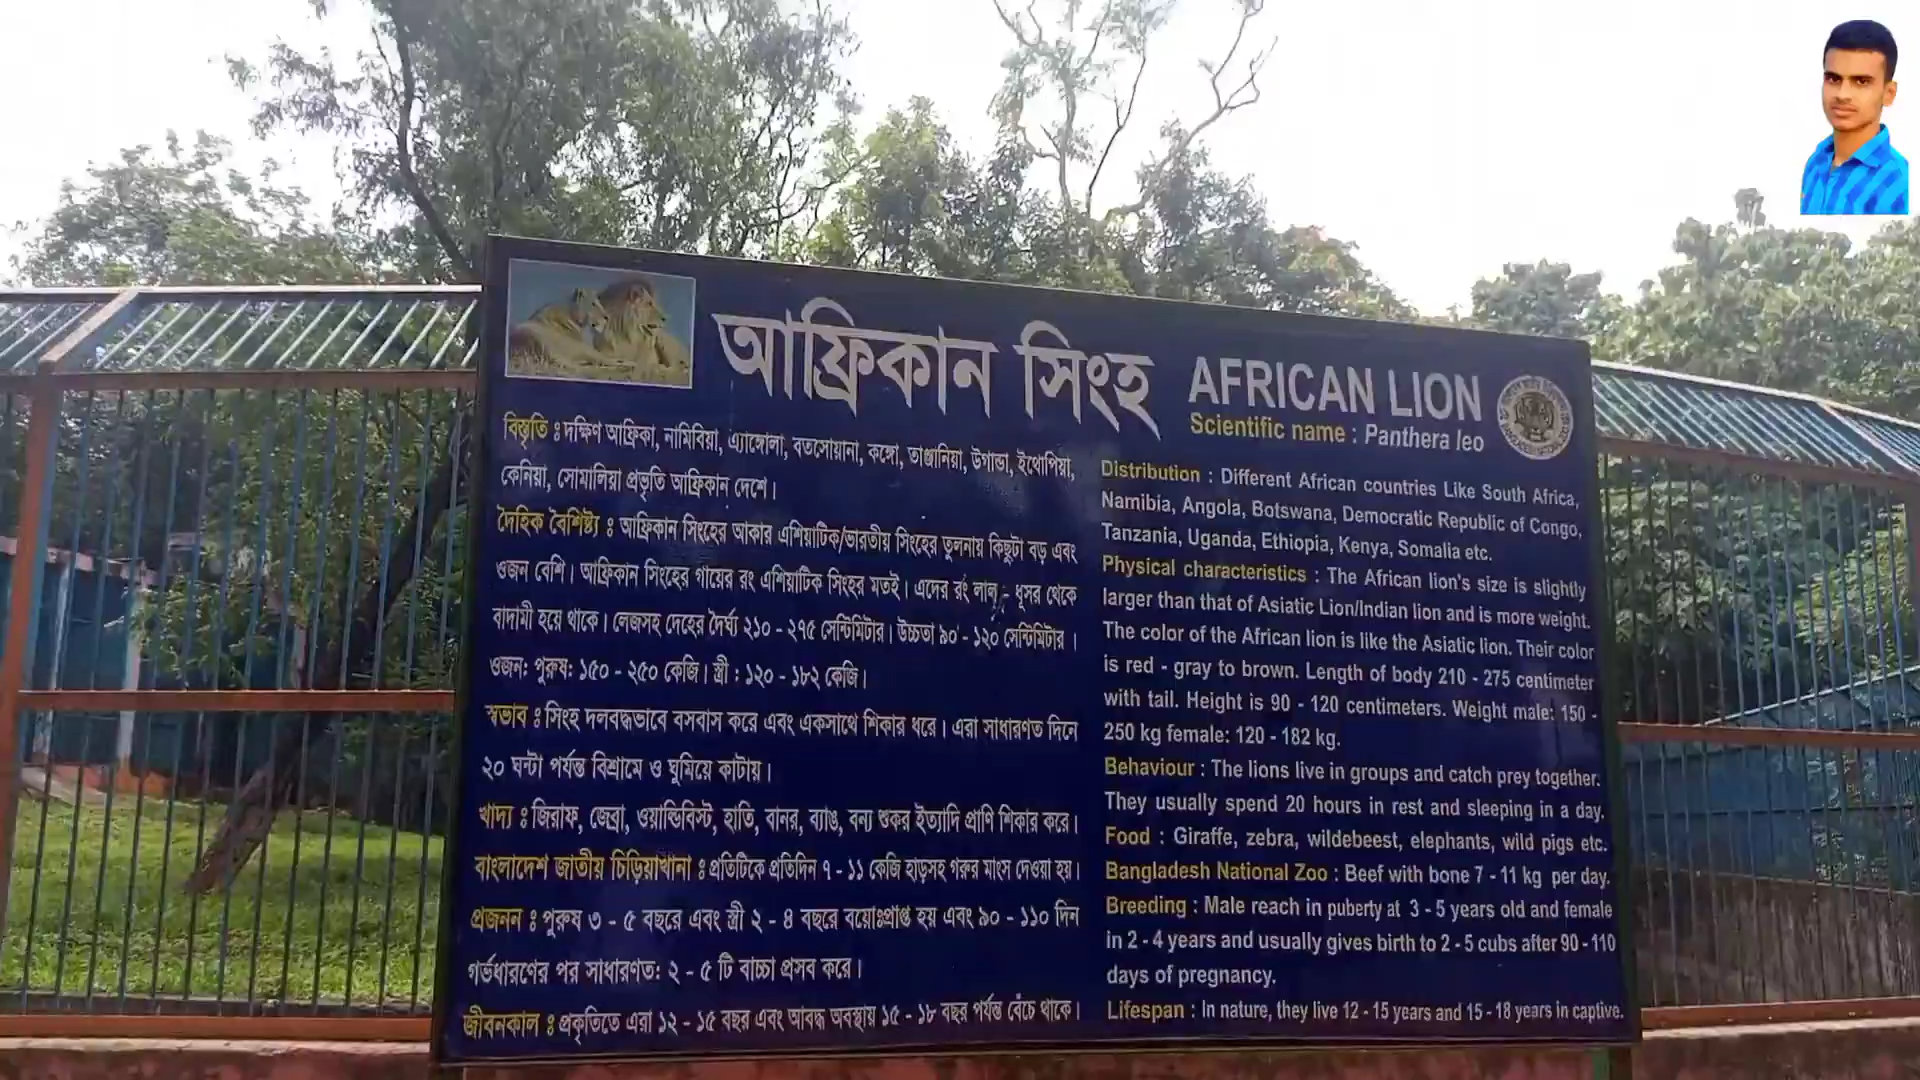 আফ্রিকান সিংহ
AFRICAN LION
Scientific name : Panthera leo
বিস্তৃতি : দক্ষিণ আফ্রিকা, নামিবিয়া, এ্যাঙ্গোলা, বতসোয়ানা, কঙ্গো, তাঞ্জানিয়া, উগান্ডা, ইথোপিয়া,
কেনিয়া, সোমালিয়া প্রভৃতি আফ্রিকান দেশে।
দৈহিক বৈশিষ্ট্য : আফ্রিকান সিংহের আকার এশিয়াটিক/ভারতীয় সিংহের তুলনায় কিছুটা বড় এবং
ওজন বেশি। আফ্রিকান সিংহের গায়ের রং এশিয়াটিক সিংহর মতই। এদের রং লাল - ধূসর থেকে
বাদামী হয়ে থাকে। লেজসহ দেহের দৈর্ঘ্য ২১০ - ২৭৫ সেন্টিমিটার। উচ্চতা ৯০ - ১২০ সেন্টিমিটার।
ওজন: পুরুষ: ১৫০ - ২৫০ কেজি। স্ত্রী : ১২০ - ১৮২ কেজি।
স্বভাব : সিংহ দলবদ্ধভাবে বসবাস করে এবং একসাথে শিকার ধরে। এরা সাধারণত দিনে
২০ ঘন্টা পর্যন্ত বিশ্রামে ও ঘুমিয়ে কাটায়।
খাদ্য : জিরাফ, জেব্রা, ওয়াল্ডিবিস্ট, হাতি, বানর, ব্যাঙ, বন্য শুকর ইত্যাদি প্রাণি শিকার করে।
বাংলাদেশ জাতীয় চিড়িয়াখানা : প্রতিটিকে প্রতিদিন ৭ - ১১ কেজি হাড়সহ গরুর মাংস দেওয়া হয়।
প্রজনন : পুরুষ ৩ - ৫ বছরে এবং স্ত্রী ২ - ৪ বছরে বয়োঃপ্রাপ্ত হয় এবং ৯০ - ১১০ দিন
গর্ভধারণের পর সাধারণত: ২ - ৫ টি বাচ্চা প্রসব করে।
জীবনকাল : প্রকৃতিতে এরা ১২ - ১৫ বছর এবং আবদ্ধ অবস্থায় ১৫ - ১৮ বছর পর্যন্ত বেঁচে থাকে।
Distribution : Different African countries Like South Africa,
Namibia, Angola, Botswana, Democratic Republic of Congo,
Tanzania, Uganda, Ethiopia, Kenya, Somalia etc.
Physical characteristics : The African lion's size is slightly
larger than that of Asiatic Lion/Indian lion and is more weight.
The color of the African lion is like the Asiatic lion. Their color
is red - gray to brown. Length of body 210 - 275 centimeter
with tail. Height is 90 - 120 centimeters. Weight male: 150 -
250 kg female: 120 - 182 kg.
Behaviour : The lions live in groups and catch prey together.
They usually spend 20 hours in rest and sleeping in a day.
Food : Giraffe, zebra, wildebeest, elephants, wild pigs etc.
Bangladesh National Zoo : Beef with bone 7 - 11 kg per day.
Breeding : Male reach in puberty at 3 - 5 years old and female
in 2 - 4 years and usually gives birth to 2 - 5 cubs after 90 - 110
days of pregnancy.
Lifespan : In nature, they live 12 - 15 years and 15 - 18 years in captive.